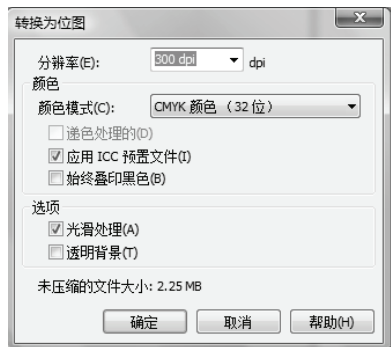 转换为位图
分辨率(E): 300 dpi dpi
颜色
颜色模式(C): CMYK 颜色 （32 位）
递色处理的(D)
应用 ICC 预置文件(I)
始终叠印黑色(B)
选项
光滑处理(A)
透明背景(T)
未压缩的文件大小: 2.25 MB
确定 取消 帮助(H)